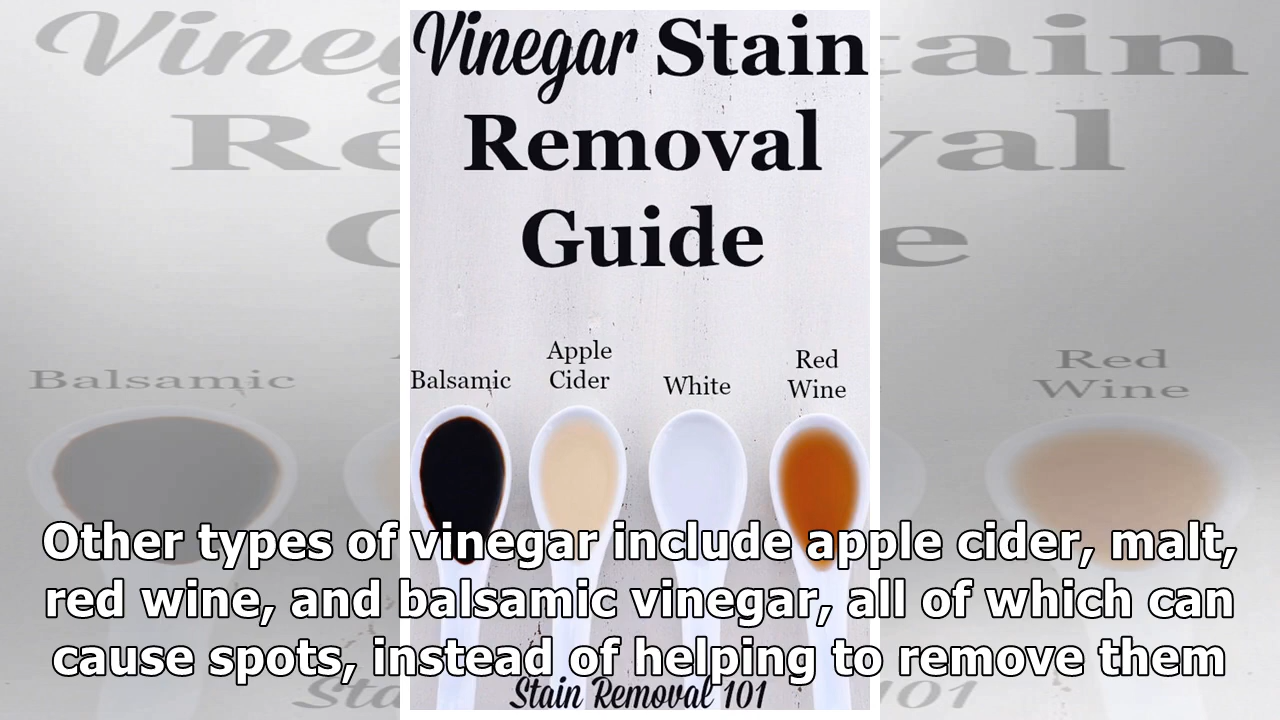 Vinegar Stain
Removal
Guide
Balsamic
Apple
Cider
White
Red
Wine
Other types of vinegar include apple cider, malt,
red wine, and balsamic vinegar, all of which can
cause spots, instead of helping to remove them
Stain Removal 101